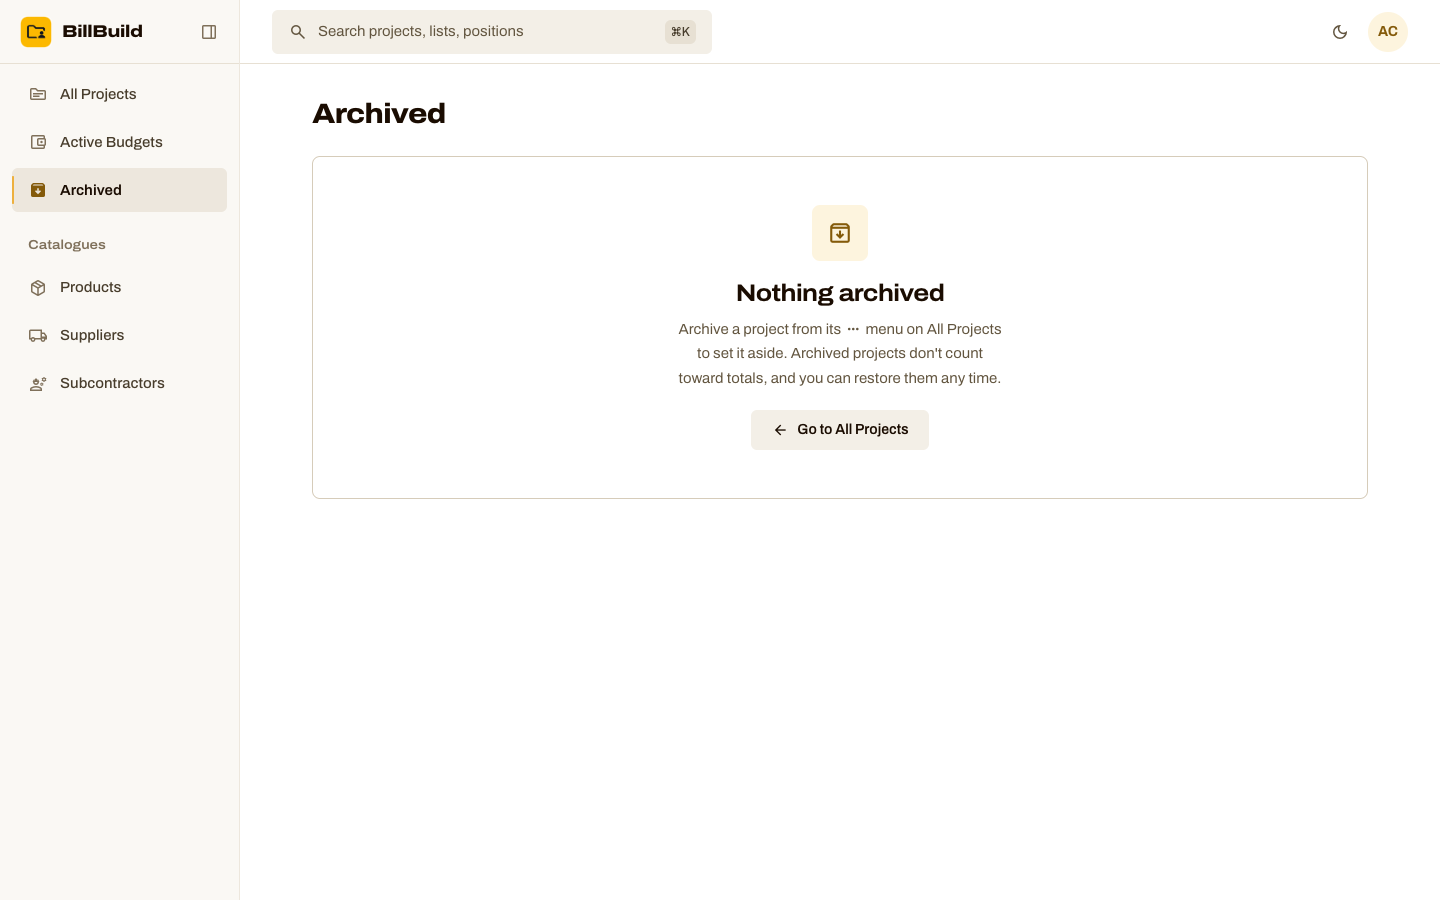 BillBuild
Search projects, lists, positions
⌘K
AC
All Projects
Active Budgets
Archived
Catalogues
Products
Suppliers
Subcontractors
Archived
Nothing archived
Archive a project from its ··· menu on All Projects
to set it aside. Archived projects don't count
toward totals, and you can restore them any time.
Go to All Projects